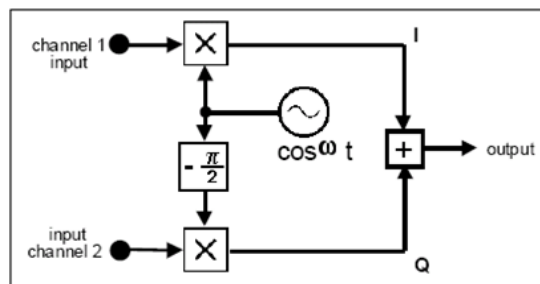 channel 1
input
×
I
cos ω t
- π/2
+
output
input
channel 2
×
Q